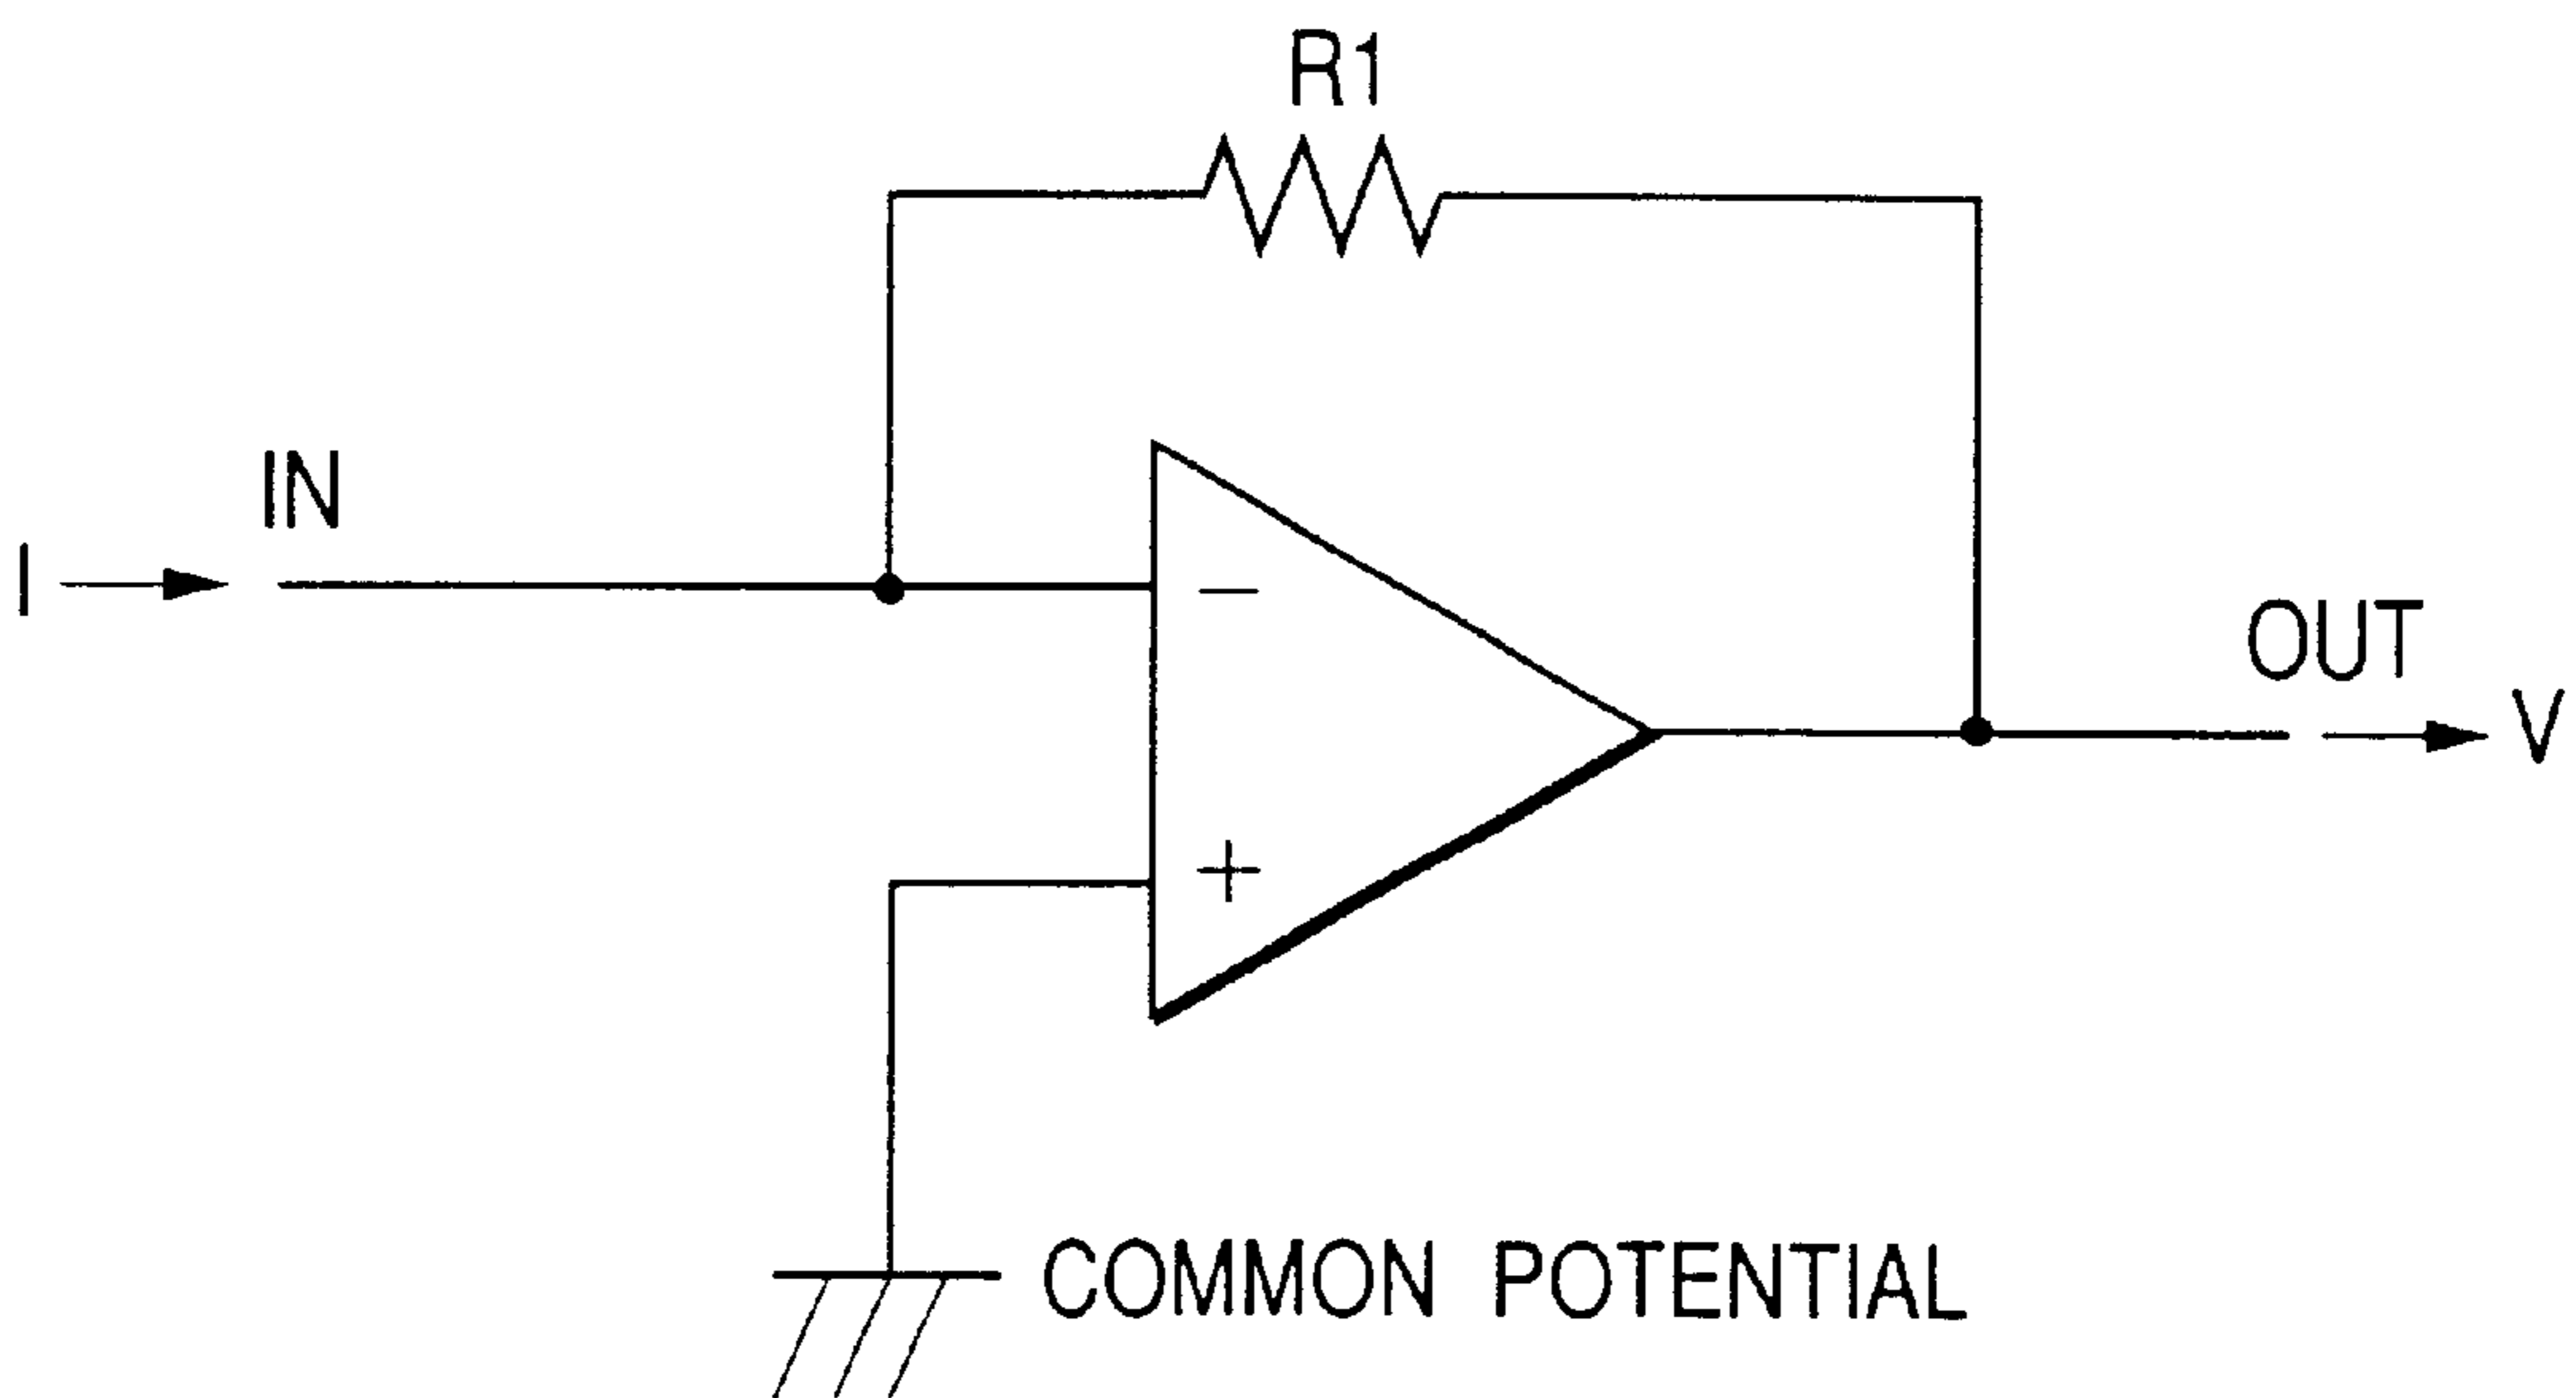 R1
IN
I
−
OUT
V
+
COMMON POTENTIAL